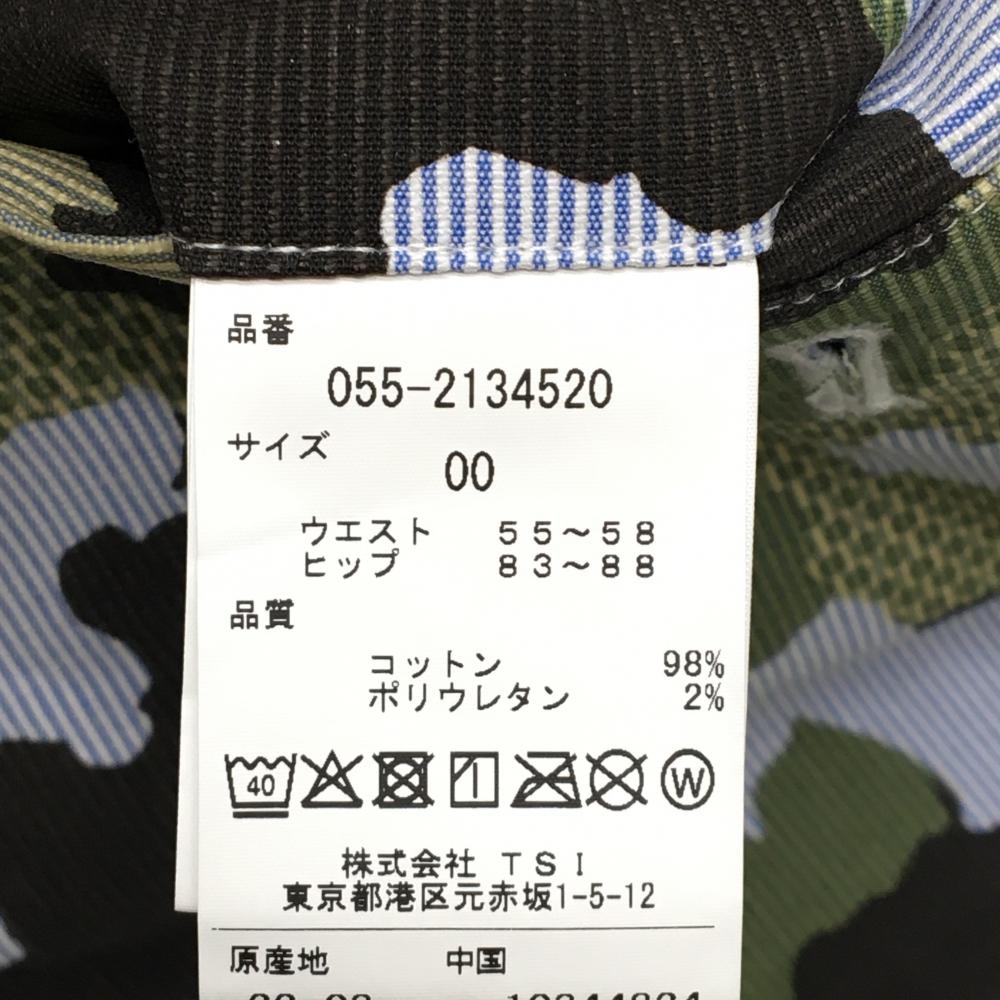 品番
055-2134520
サイズ
00
ウエスト 55～58
ヒップ 83～88
品質
コットン 98%
ポリウレタン 2%
40 W
株式会社 TSI
東京都港区元赤坂1-5-12
原産地 中国